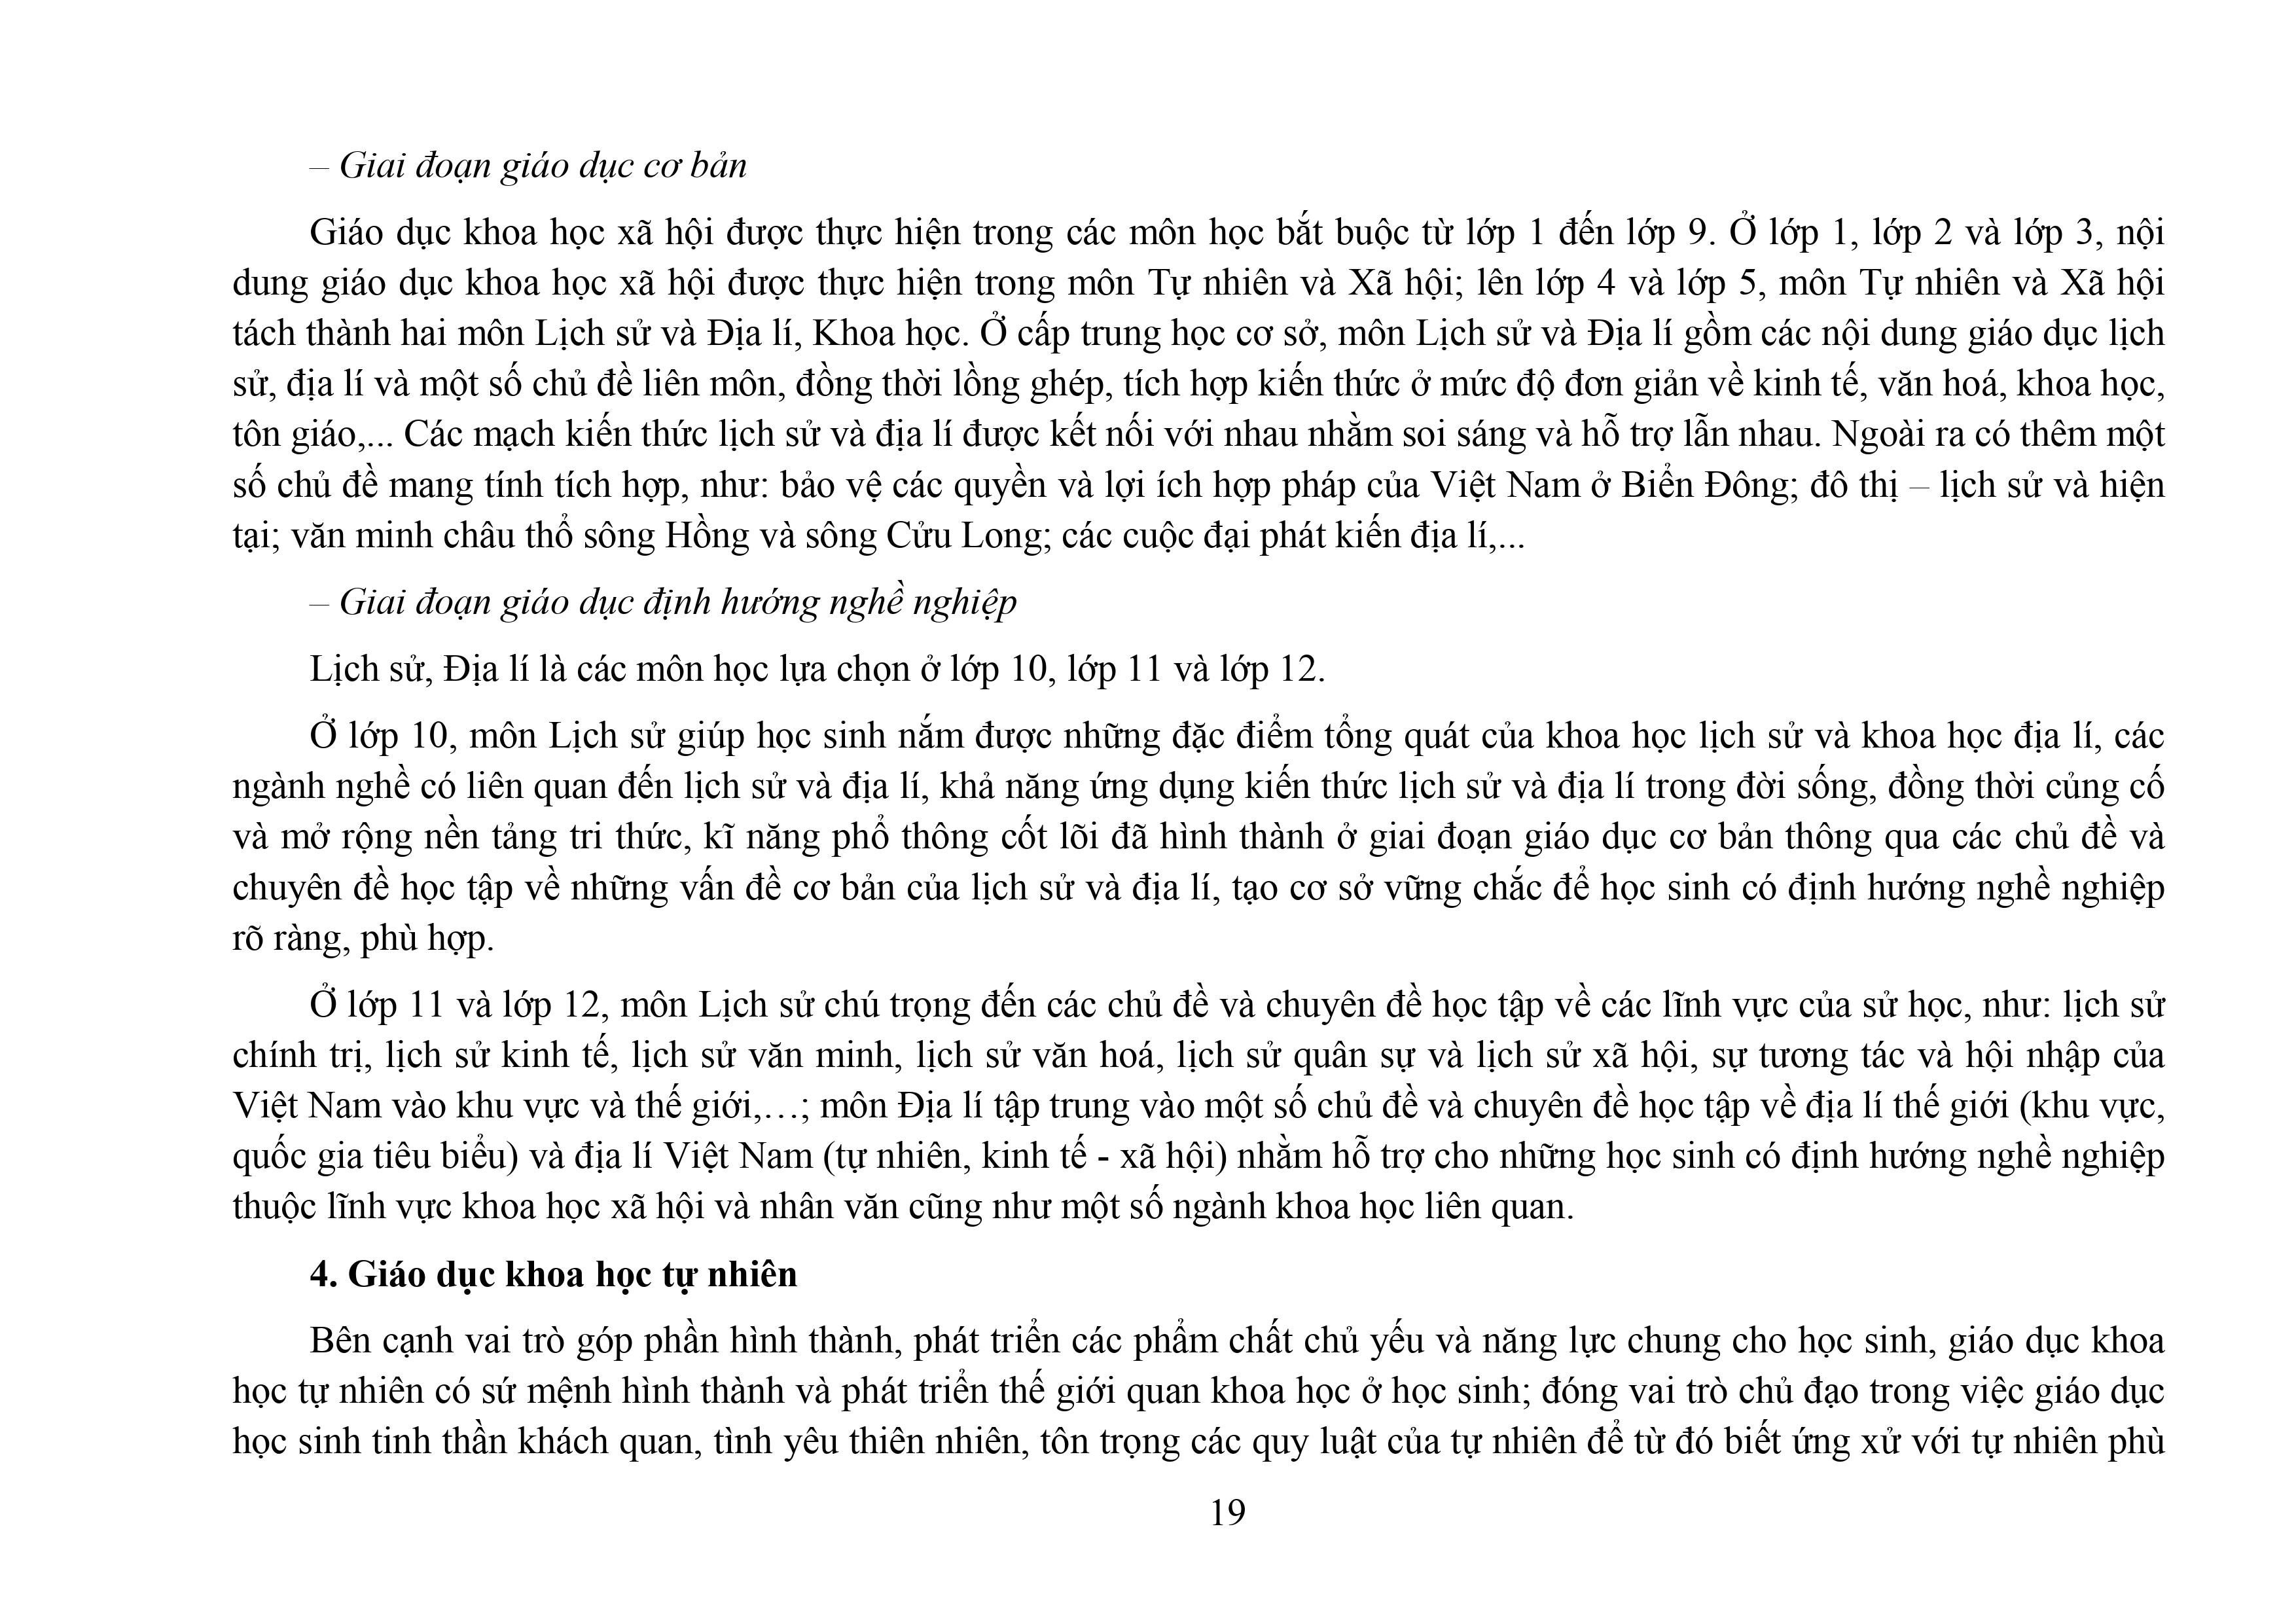 – Giai đoạn giáo dục cơ bản
Giáo dục khoa học xã hội được thực hiện trong các môn học bắt buộc từ lớp 1 đến lớp 9. Ở lớp 1, lớp 2 và lớp 3, nội
dung giáo dục khoa học xã hội được thực hiện trong môn Tự nhiên và Xã hội; lên lớp 4 và lớp 5, môn Tự nhiên và Xã hội
tách thành hai môn Lịch sử và Địa lí, Khoa học. Ở cấp trung học cơ sở, môn Lịch sử và Địa lí gồm các nội dung giáo dục lịch
sử, địa lí và một số chủ đề liên môn, đồng thời lồng ghép, tích hợp kiến thức ở mức độ đơn giản về kinh tế, văn hoá, khoa học,
tôn giáo,... Các mạch kiến thức lịch sử và địa lí được kết nối với nhau nhằm soi sáng và hỗ trợ lẫn nhau. Ngoài ra có thêm một
số chủ đề mang tính tích hợp, như: bảo vệ các quyền và lợi ích hợp pháp của Việt Nam ở Biển Đông; đô thị – lịch sử và hiện
tại; văn minh châu thổ sông Hồng và sông Cửu Long; các cuộc đại phát kiến địa lí,...
– Giai đoạn giáo dục định hướng nghề nghiệp
Lịch sử, Địa lí là các môn học lựa chọn ở lớp 10, lớp 11 và lớp 12.
Ở lớp 10, môn Lịch sử giúp học sinh nắm được những đặc điểm tổng quát của khoa học lịch sử và khoa học địa lí, các
ngành nghề có liên quan đến lịch sử và địa lí, khả năng ứng dụng kiến thức lịch sử và địa lí trong đời sống, đồng thời củng cố
và mở rộng nền tảng tri thức, kĩ năng phổ thông cốt lõi đã hình thành ở giai đoạn giáo dục cơ bản thông qua các chủ đề và
chuyên đề học tập về những vấn đề cơ bản của lịch sử và địa lí, tạo cơ sở vững chắc để học sinh có định hướng nghề nghiệp
rõ ràng, phù hợp.
Ở lớp 11 và lớp 12, môn Lịch sử chú trọng đến các chủ đề và chuyên đề học tập về các lĩnh vực của sử học, như: lịch sử
chính trị, lịch sử kinh tế, lịch sử văn minh, lịch sử văn hoá, lịch sử quân sự và lịch sử xã hội, sự tương tác và hội nhập của
Việt Nam vào khu vực và thế giới,…; môn Địa lí tập trung vào một số chủ đề và chuyên đề học tập về địa lí thế giới (khu vực,
quốc gia tiêu biểu) và địa lí Việt Nam (tự nhiên, kinh tế - xã hội) nhằm hỗ trợ cho những học sinh có định hướng nghề nghiệp
thuộc lĩnh vực khoa học xã hội và nhân văn cũng như một số ngành khoa học liên quan.
4. Giáo dục khoa học tự nhiên
Bên cạnh vai trò góp phần hình thành, phát triển các phẩm chất chủ yếu và năng lực chung cho học sinh, giáo dục khoa
học tự nhiên có sứ mệnh hình thành và phát triển thế giới quan khoa học ở học sinh; đóng vai trò chủ đạo trong việc giáo dục
học sinh tinh thần khách quan, tình yêu thiên nhiên, tôn trọng các quy luật của tự nhiên để từ đó biết ứng xử với tự nhiên phù
19